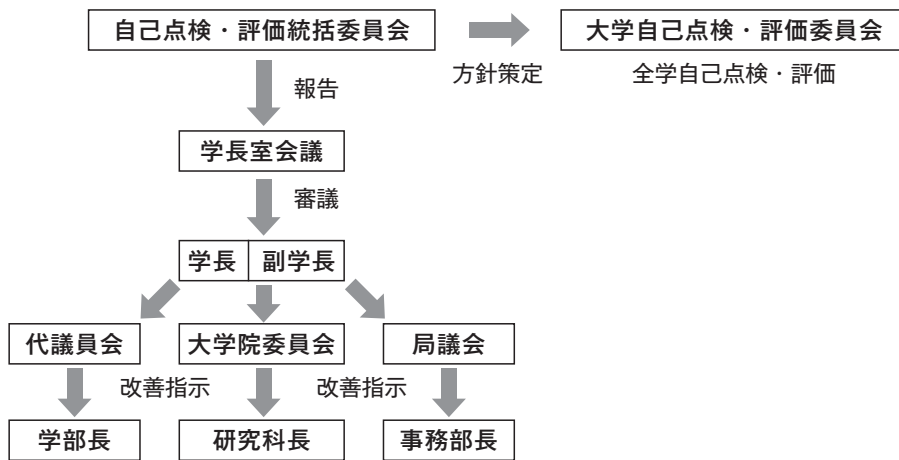 自己点検・評価統括委員会
大学自己点検・評価委員会
方針策定
全学自己点検・評価
報告
学長室会議
審議
学長 副学長
代議員会
大学院委員会
局議会
改善指示
改善指示
学部長
研究科長
事務部長